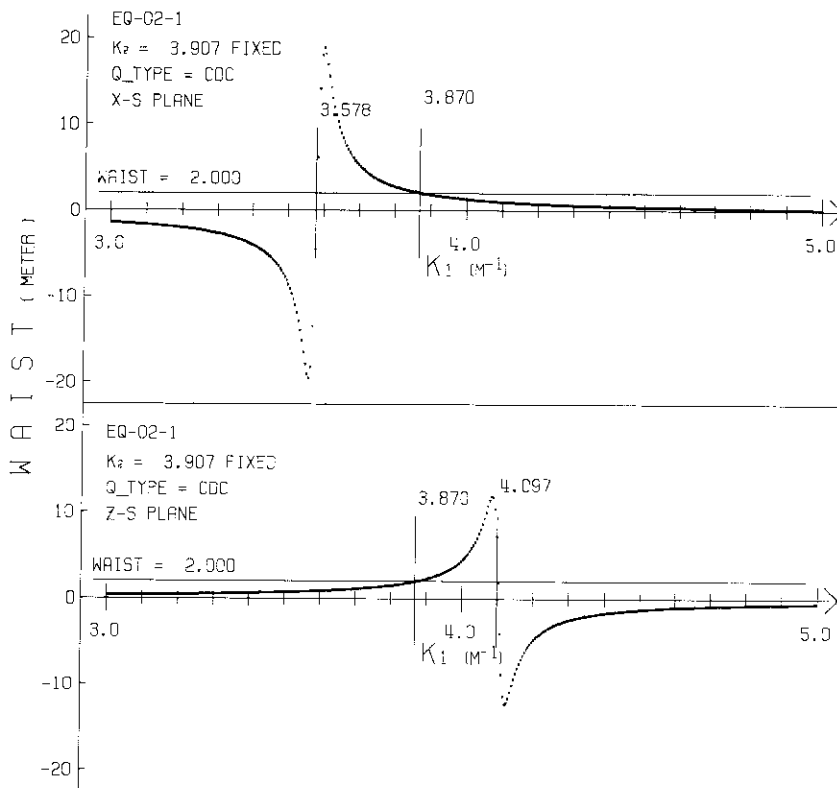 EQ-02-1
K₂ = 3.907 FIXED
Q_TYPE = CDC
X-S PLANE
3.578
3.870
WAIST = 2.000
20
10
0
-10
-20
3.0
4.0
5.0
K₁ (M⁻¹)
WAIST (METER)
EQ-02-1
K₂ = 3.907 FIXED
Q_TYPE = CDC
Z-S PLANE
3.870
4.097
WAIST = 2.000
20
10
0
-10
-20
3.0
4.0
5.0
K₁ (M⁻¹)